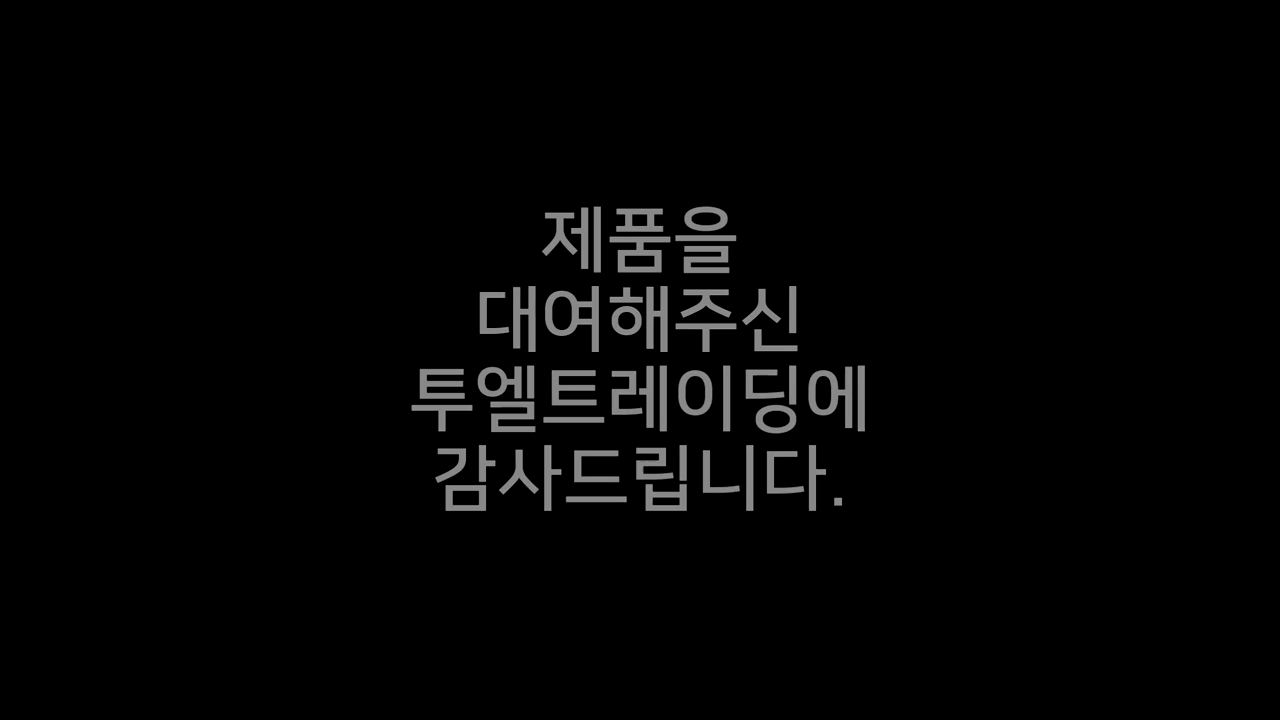 제품을
대여해주신
투엘트레이딩에
감사드립니다.